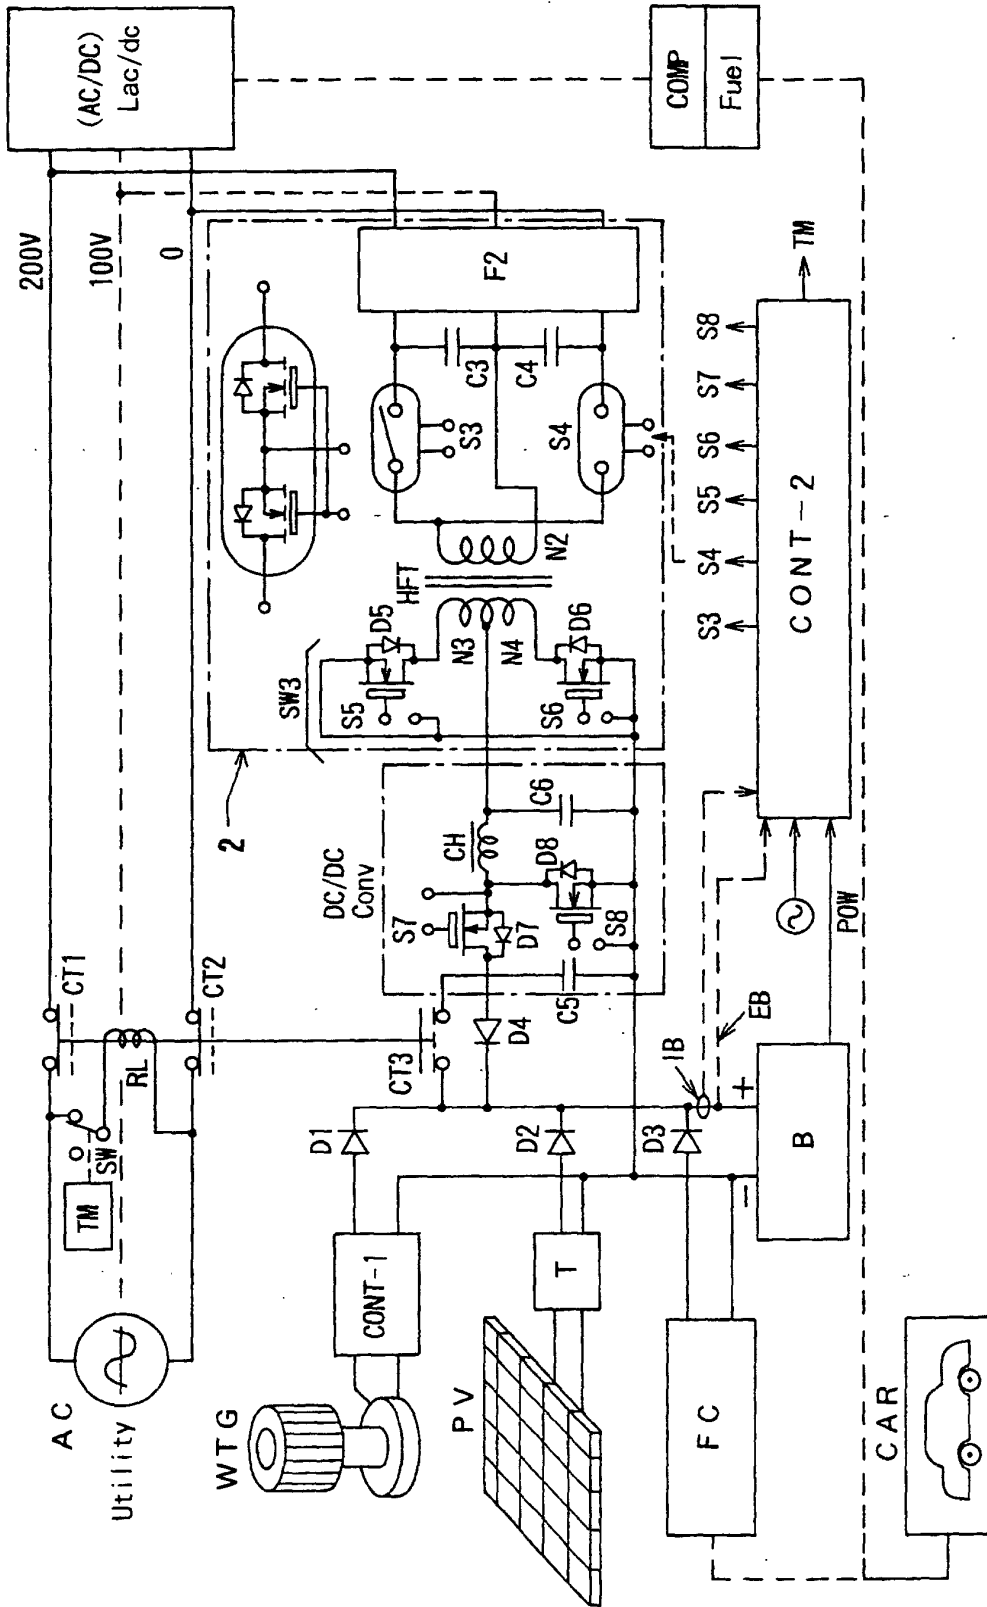 AC
Utility
TM
SW
RL
CT1
CT2
200V
100V
0
(AC/DC)
Lac/dc
WTG
CONT-1
D1
CT3
D4
C5
DC/DC
Conv
S7
D7
CH
D8
S8
C6
2
SW3
S5
D5
S6
D6
N3
N4
HFT
N2
S3
S4
C3
C4
F2
PV
T
D2
FC
D3
IB
EB
B
+
−
POW
CONT-2
S3
S4
S5
S6
S7
S8
TM
COMP
Fuel
CAR